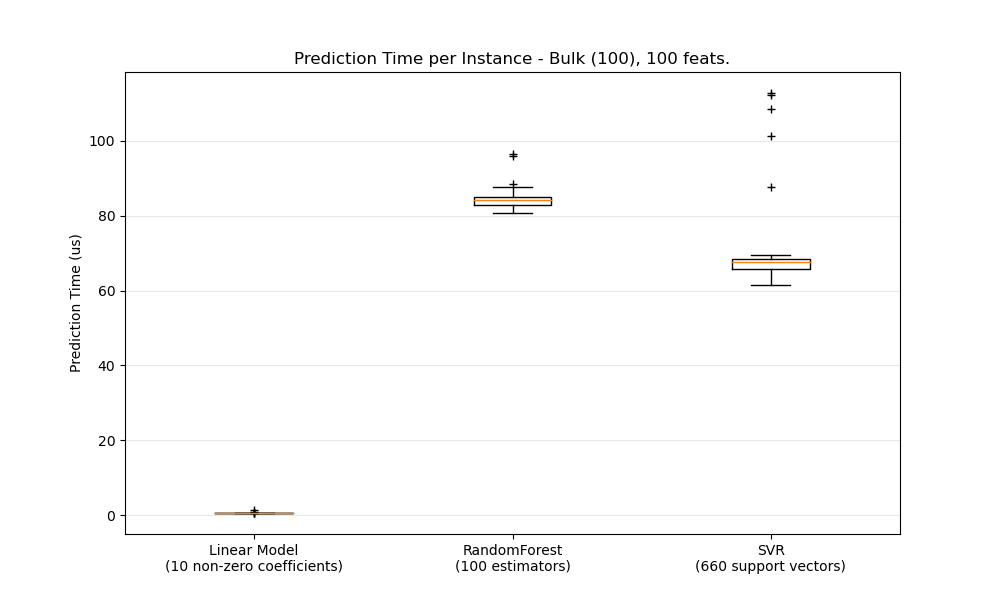 Prediction Time per Instance - Bulk (100), 100 feats.
Prediction Time (us)
100
80
60
40
20
0
Linear Model
(10 non-zero coefficients)
RandomForest
(100 estimators)
SVR
(660 support vectors)